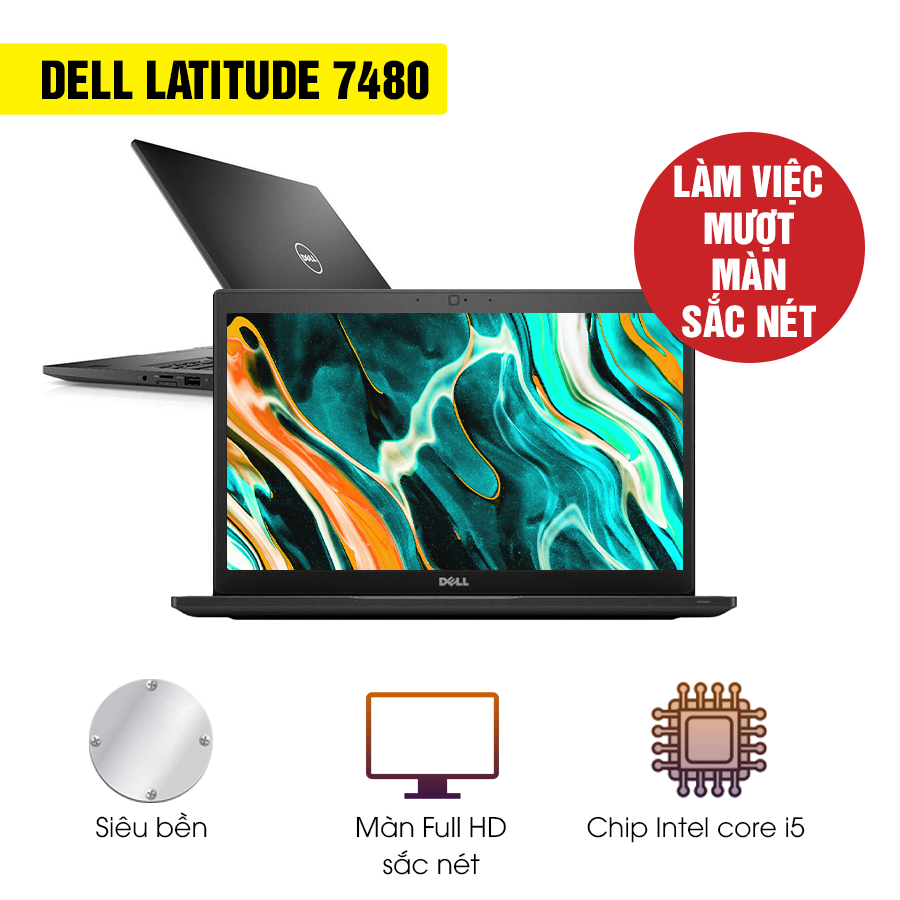 DELL LATITUDE 7480
LÀM VIỆC
MƯỢT
MÀN
SẮC NÉT
DELL
DELL
Siêu bền
Màn Full HD
sắc nét
Chip Intel core i5